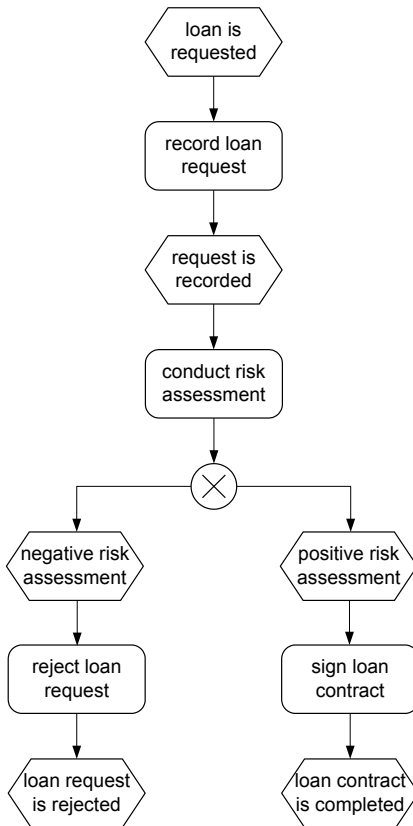 loan is
requested
record loan
request
request is
recorded
conduct risk
assessment
negative risk
assessment
positive risk
assessment
reject loan
request
sign loan
contract
loan request
is rejected
loan contract
is completed